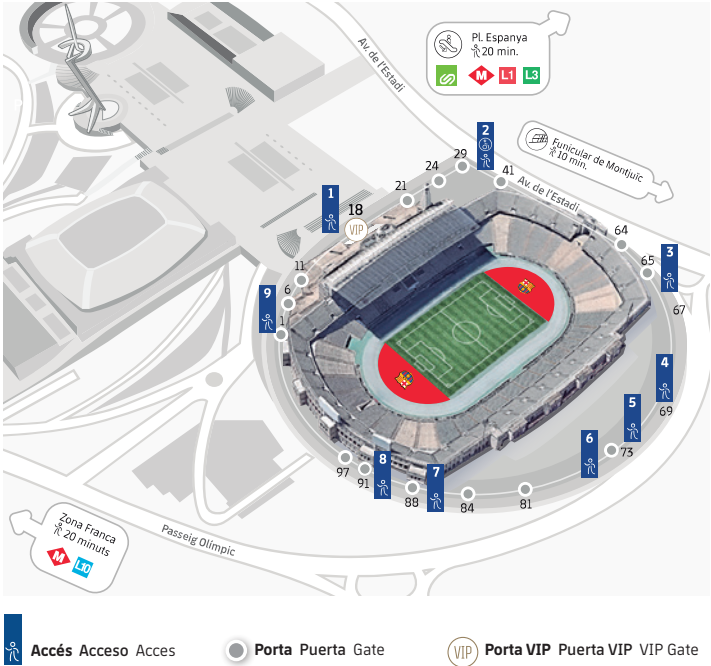 Pl. Espanya
20 min.
M L1 L3
Av. de l'Estadi
Funicular de Montjuïc
10 min.
Av. de l'Estadi
2
29
24
41
21
1
18
VIP
64
65
3
11
6
9
1
67
4
69
5
73
6
8
7
97
91
88
84
81
Zona Franca
20 minuts
M L10
Passeig Olímpic
Accés Acceso Acces
Porta Puerta Gate
VIP Porta VIP Puerta VIP VIP Gate